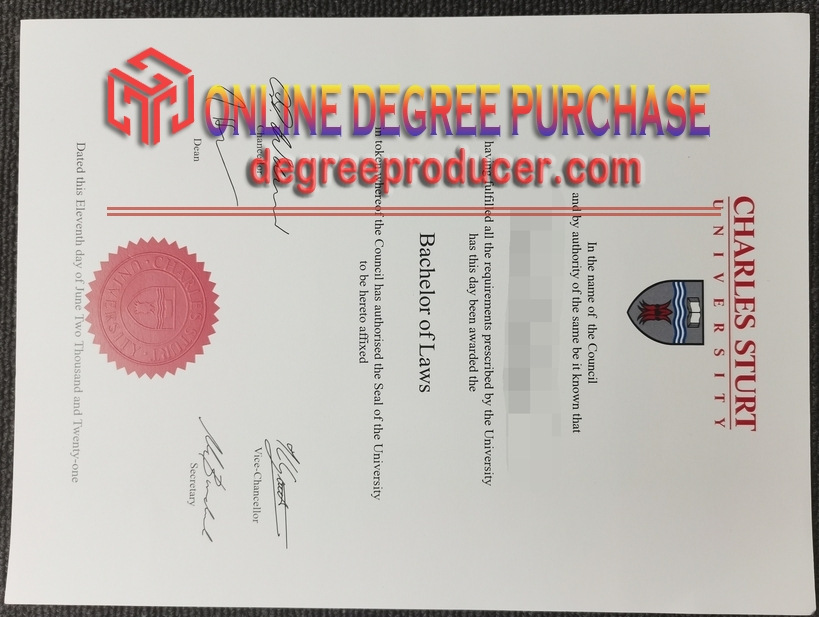 ONLINE DEGREE PURCHASE
degreeproducer.com
CHARLES STURT
UNIVERSITY
In the name of the Council
and by authority of the same be it known that
having fulfilled all the requirements prescribed by the University
has this day been awarded the
Bachelor of Laws
in token whereof the Council has authorised the Seal of the University
to be hereto affixed
Chancellor
Vice-Chancellor
Dean
Secretary
CHARLES STURT UNIVERSITY
Dated this Eleventh day of June Two Thousand and Twenty-one